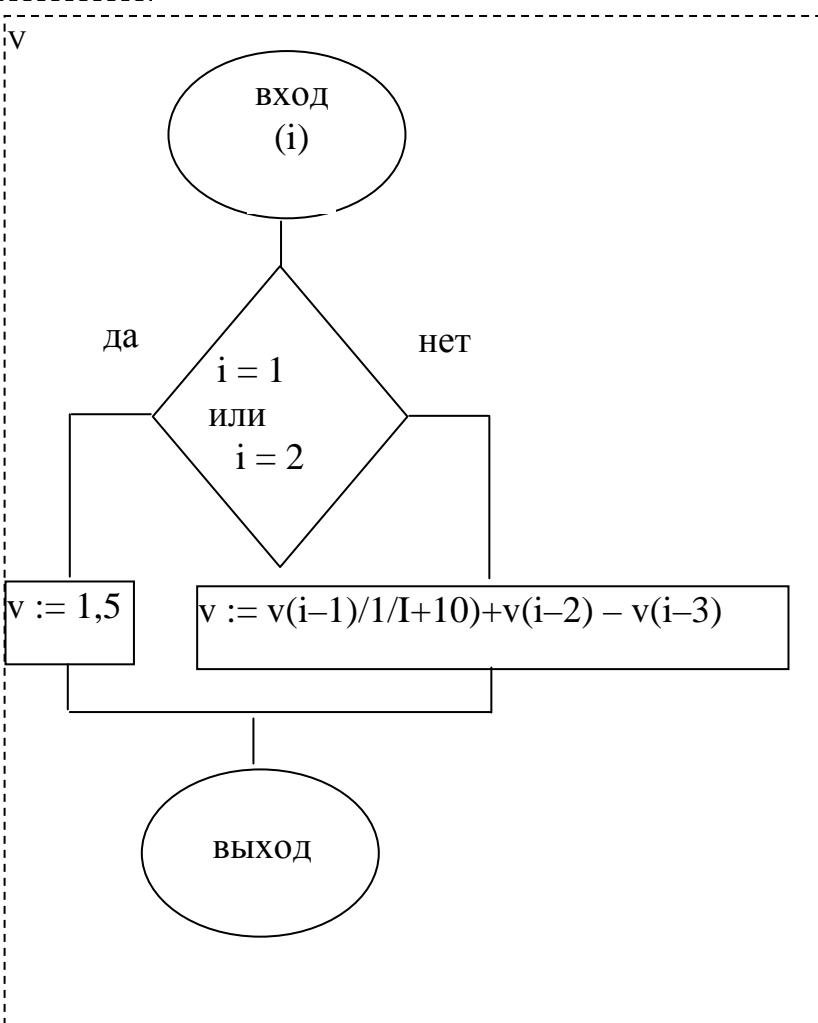 v
вход
(i)
да
нет
i = 1
или
i = 2
v := 1,5
v := v(i–1)/1/I+10)+v(i–2) – v(i–3)
выход